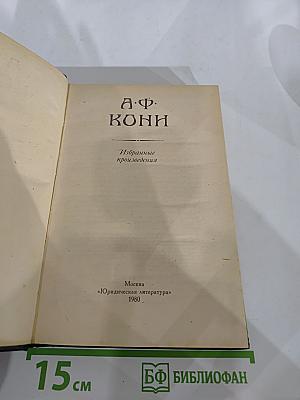 А·Ф·
КОНИ
Избранные
произведения
Москва
«Юридическая литература»
1980
15 см
БФ БИБЛИОФАН